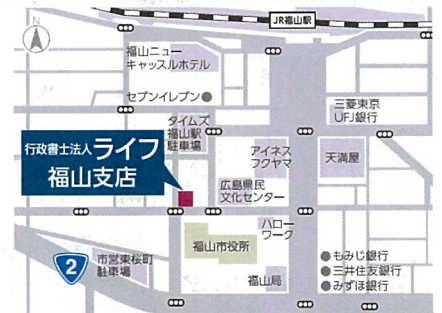 JR福山駅
N
福山ニュー
キャッスルホテル
セブンイレブン
三菱東京
UFJ銀行
タイムズ
福山駅
駐車場
行政書士法人ライフ
福山支店
アイネス
フクヤマ
天満屋
広島県民
文化センター
ハロー
ワーク
福山市役所
市営東桜町
駐車場
2
福山局
もみじ銀行
三井住友銀行
みずほ銀行